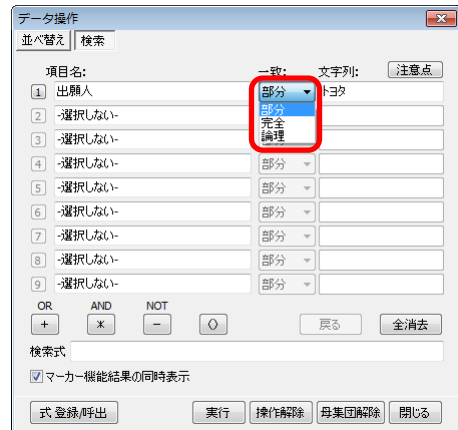 データ操作
並べ替え 検索
項目名: 一致: 文字列: 注意点
1 出願人 部分 トヨタ
部分
完全
論理
2 -選択しない-
3 -選択しない-
4 -選択しない- 部分
5 -選択しない- 部分
6 -選択しない- 部分
7 -選択しない- 部分
8 -選択しない- 部分
9 -選択しない- 部分
OR AND NOT
+ * - () 戻る 全消去
検索式
マーカー機能結果の同時表示
式登録/呼出 実行 操作解除 母集団解除 閉じる